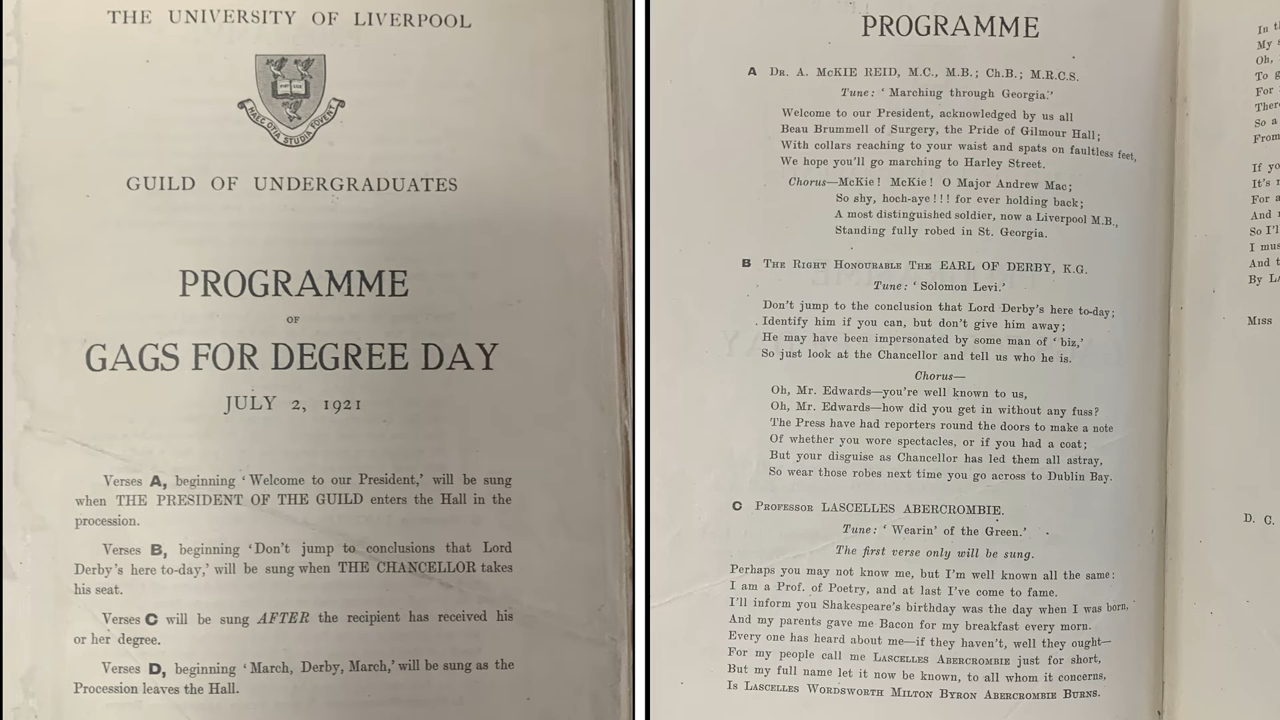 THE UNIVERSITY OF LIVERPOOL
HAEC OTIA STUDIA FOVENT
GUILD OF UNDERGRADUATES
PROGRAMME
OF
GAGS FOR DEGREE DAY
JULY 2, 1921
Verses A, beginning ‘Welcome to our President,’ will be sung
when THE PRESIDENT OF THE GUILD enters the Hall in the
procession.
Verses B, beginning ‘Don't jump to conclusions that Lord
Derby's here to-day,’ will be sung when THE CHANCELLOR takes
his seat.
Verses C will be sung AFTER the recipient has received his
or her degree.
Verses D, beginning ‘March, Derby, March,’ will be sung as the
Procession leaves the Hall.
PROGRAMME
A Dr. A. McKIE REID, M.C., M.B.; Ch.B.; M.R.C.S.
Tune: ‘Marching through Georgia.’
Welcome to our President, acknowledged by us all
Beau Brummell of Surgery, the Pride of Gilmour Hall;
With collars reaching to your waist and spats on faultless feet,
We hope you'll go marching to Harley Street.
Chorus—McKie! McKie! O Major Andrew Mac;
So shy, hoch-aye!!! for ever holding back;
A most distinguished soldier, now a Liverpool M.B.,
Standing fully robed in St. Georgia.
B The Right Honourable The EARL OF DERBY, K.G.
Tune: ‘Solomon Levi.’
Don't jump to the conclusion that Lord Derby's here to-day;
Identify him if you can, but don't give him away;
He may have been impersonated by some man of ‘biz,’
So just look at the Chancellor and tell us who he is.
Chorus—
Oh, Mr. Edwards—you're well known to us,
Oh, Mr. Edwards—how did you get in without any fuss?
The Press have had reporters round the doors to make a note
Of whether you wore spectacles, or if you had a coat;
But your disguise as Chancellor has led them all astray,
So wear those robes next time you go across to Dublin Bay.
C Professor LASCELLES ABERCROMBIE.
Tune: ‘Wearin' of the Green.’
The first verse only will be sung.
Perhaps you may not know me, but I'm well known all the same:
I am a Prof. of Poetry, and at last I've come to fame.
I'll inform you Shakespeare's birthday was the day when I was born,
And my parents gave me Bacon for my breakfast every morn.
Every one has heard about me—if they haven't, well they ought—
For my people call me Lascelles Abercrombie just for short,
But my full name let it now be known, to all whom it concerns,
Is Lascelles Wordsworth Milton Byron Abercrombie Burns.
My
Oh,
To
For
So a
From
If
It's
For a
And
So I'll
I
And
By
Miss
D. C.